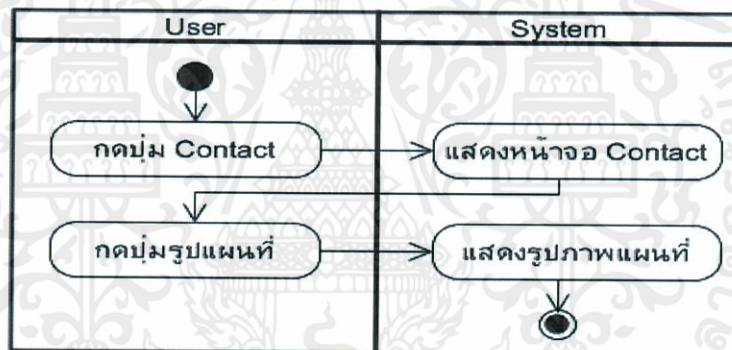 User
System
กดปุ่ม Contact
แสดงหน้าจอ Contact
กดปุ่มรูปแผนที่
แสดงรูปภาพแผนที่